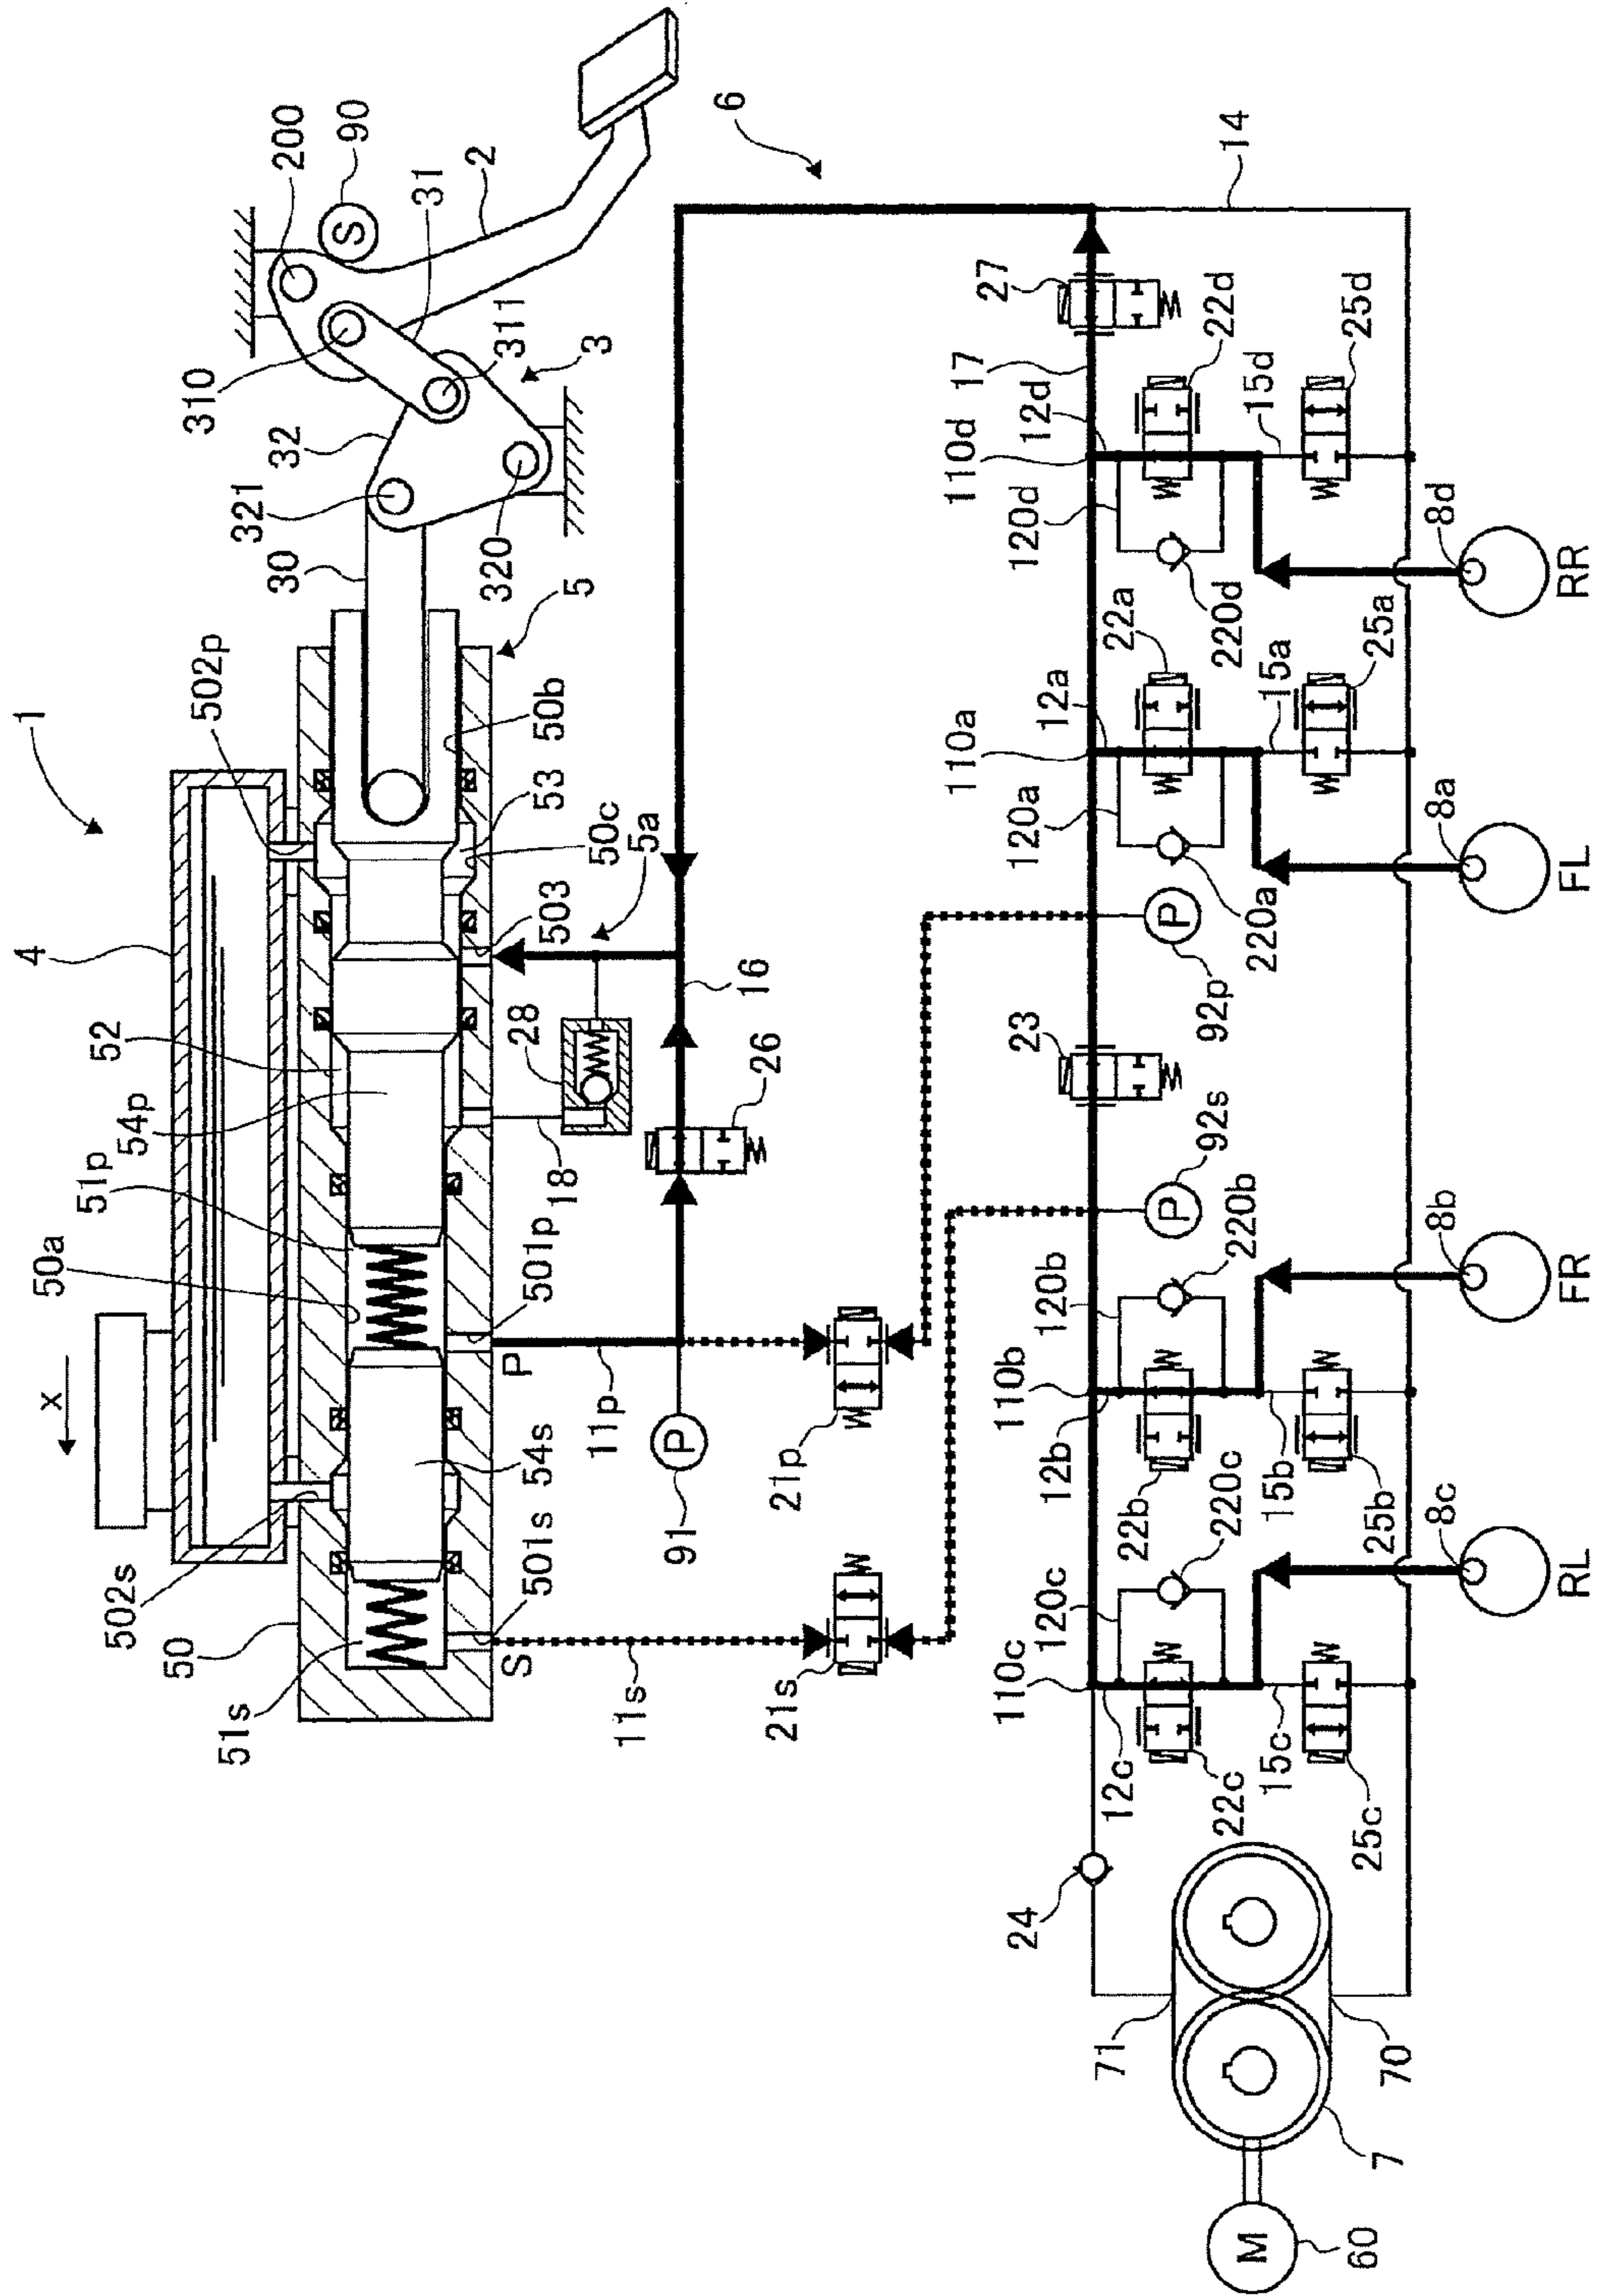 1
4
x
50a
51p
54p
52
502p
502s
50
51s
S
501s
54s
P
501p
18
28
503
5a
50c
53
50b
5
30
321
32
310
200
S
90
31
2
311
3
320
6
11s
11p
P
91
26
16
21s
21p
14
27
17
23
24
110c
12c
120c
220c
22c
15c
25c
110b
12b
120b
220b
22b
15b
25b
P
92s
P
92p
110a
12a
120a
220a
22a
15a
25a
110d
12d
120d
220d
22d
15d
25d
71
70
7
M
60
8c
RL
8b
FR
8a
FL
8d
RR